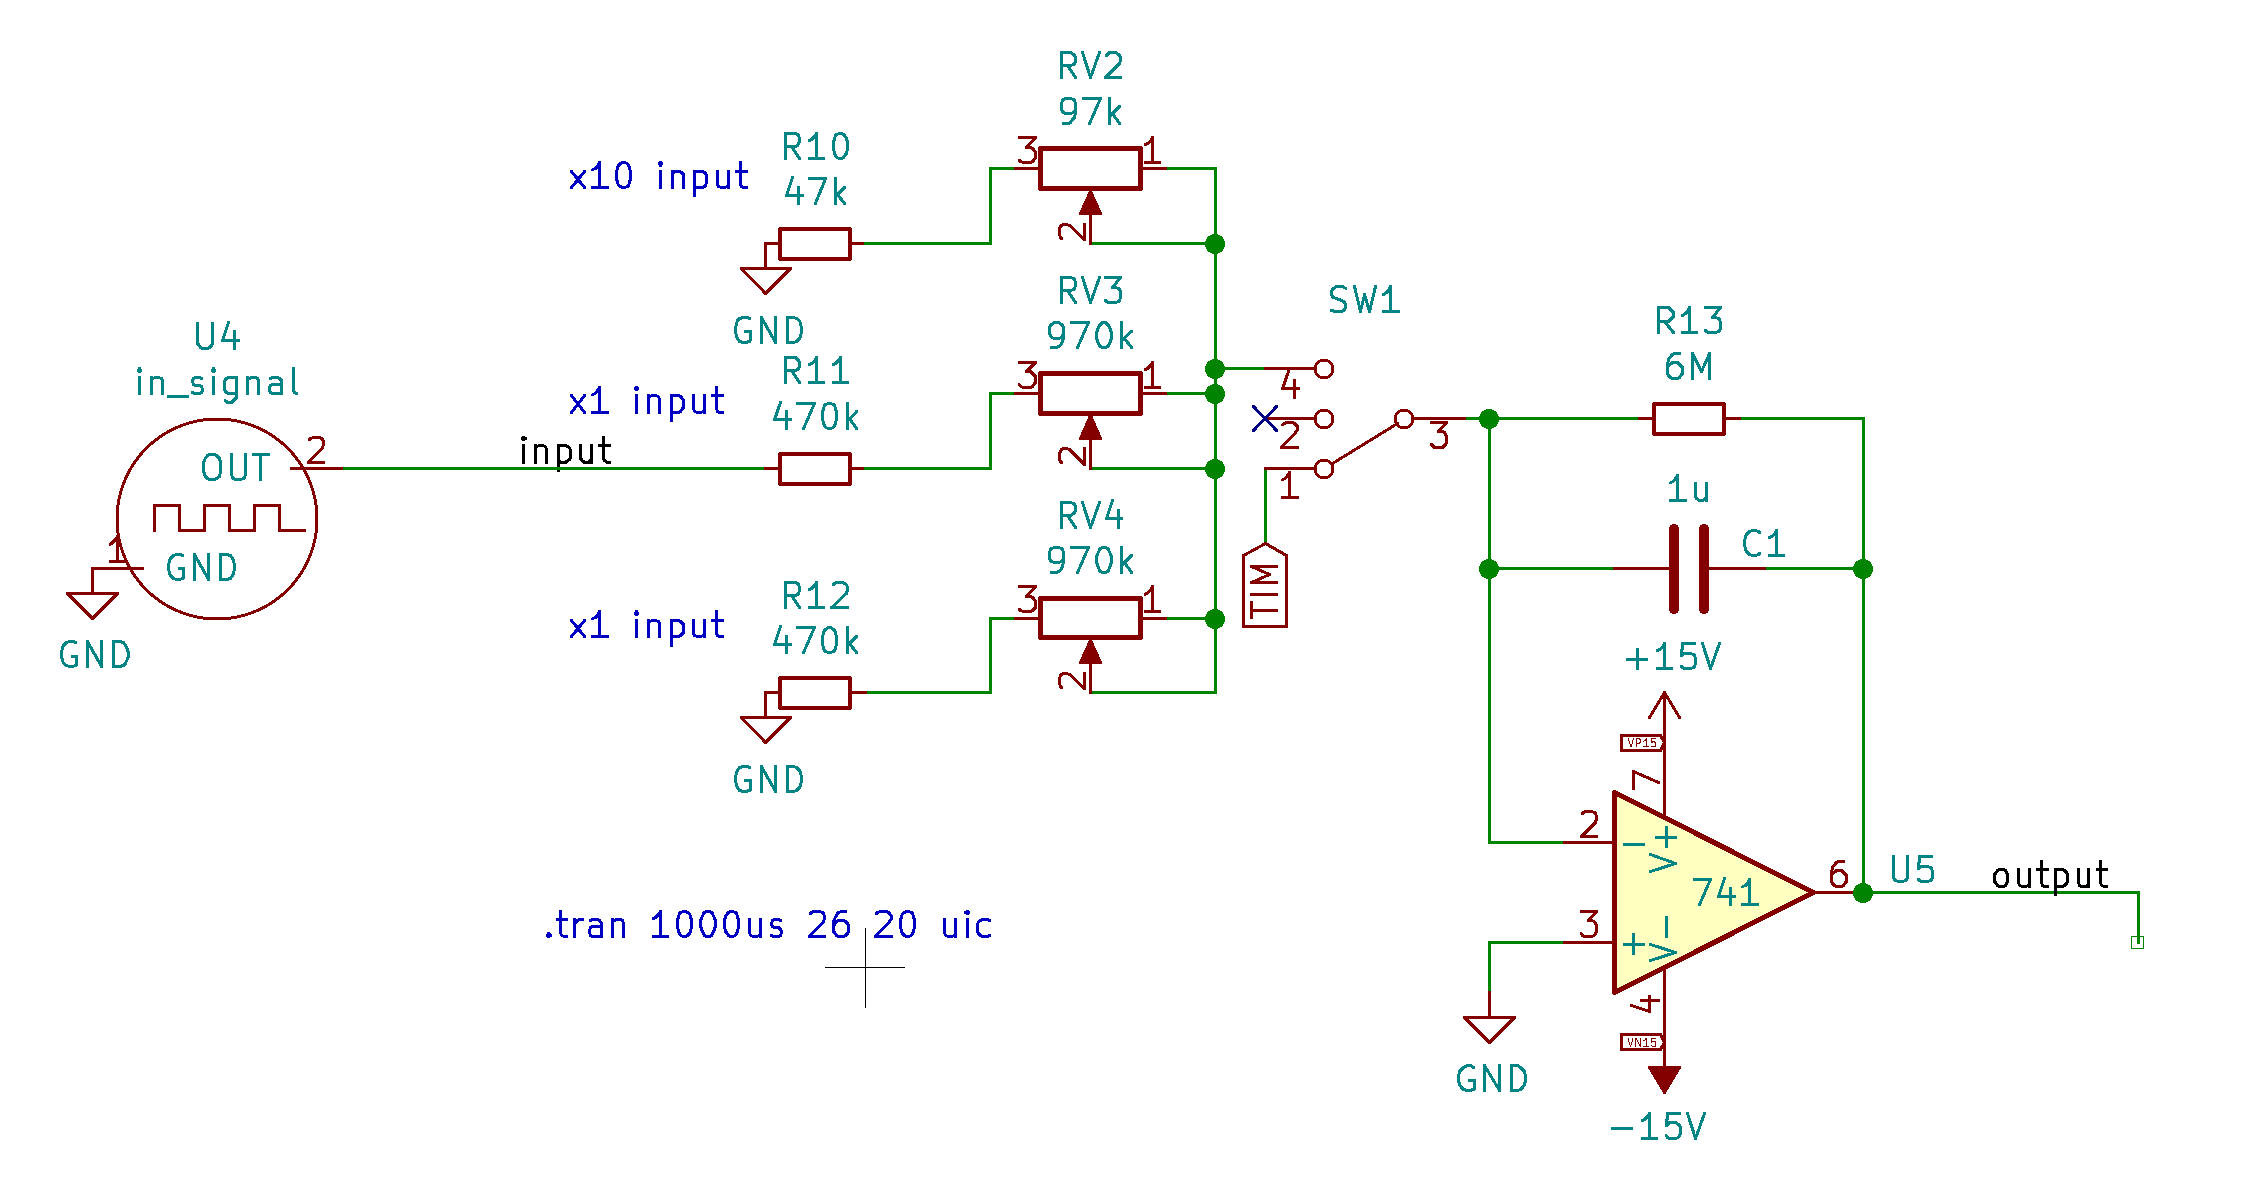 RV2
97k
3
1
2
R10
47k
x10 input
GND
RV3
970k
3
1
2
R11
470k
x1 input
input
U4
in_signal
OUT
2
1
GND
GND
RV4
970k
3
1
2
R12
470k
x1 input
GND
SW1
4
2
3
1
TIM
R13
6M
1u
C1
+15V
VP15
7
2
-
V+
741
6
U5
output
3
+
V-
4
VN15
GND
-15V
.tran 1000us 26 20 uic